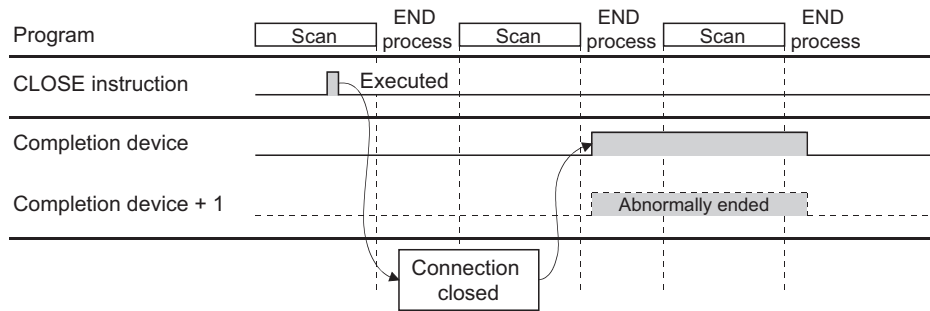 Program
Scan
END
process
Scan
END
process
Scan
END
process
CLOSE instruction
Executed
Completion device
Completion device + 1
Abnormally ended
Connection
closed